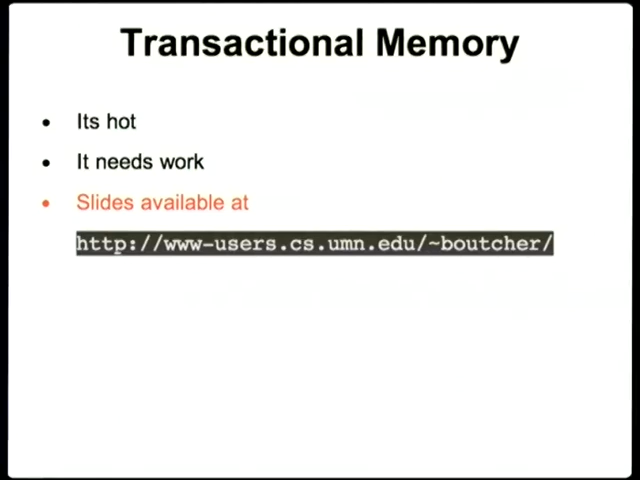 Transactional Memory
Its hot
It needs work
Slides available at
http://www-users.cs.umn.edu/~boutcher/